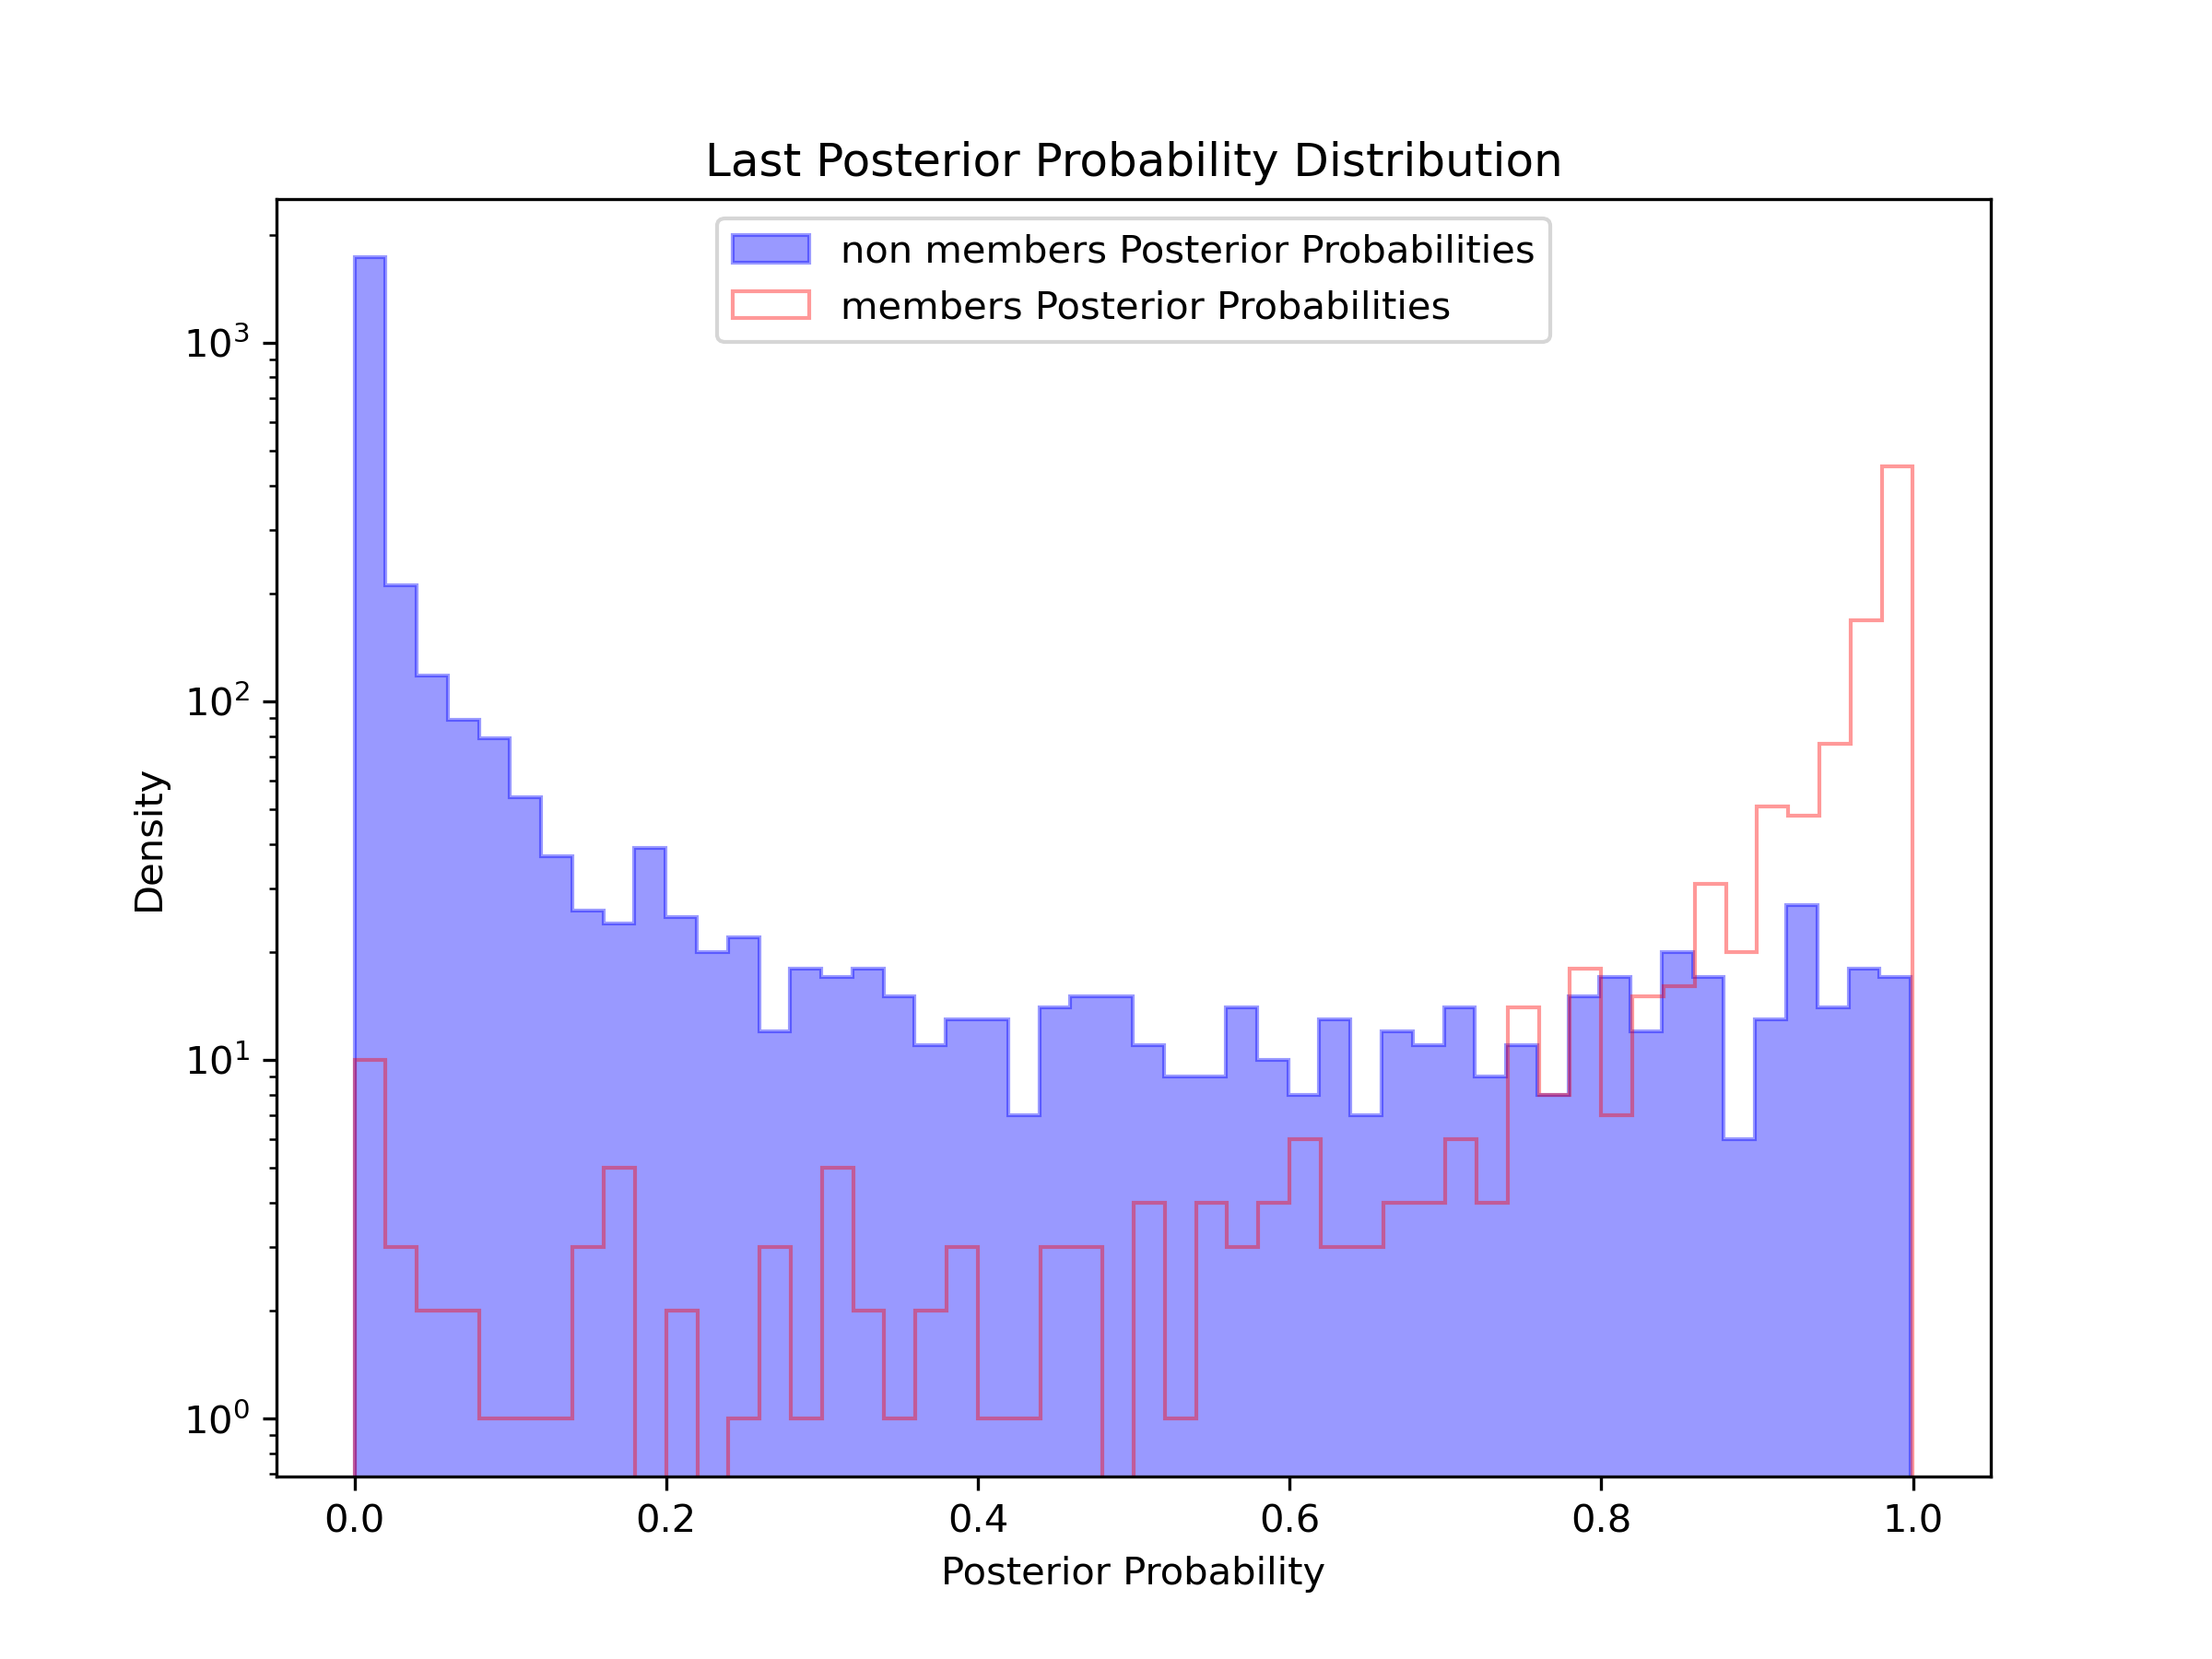 Last Posterior Probability Distribution
non members Posterior Probabilities
members Posterior Probabilities
Density
10³
10²
10¹
10⁰
0.0 0.2 0.4 0.6 0.8 1.0
Posterior Probability